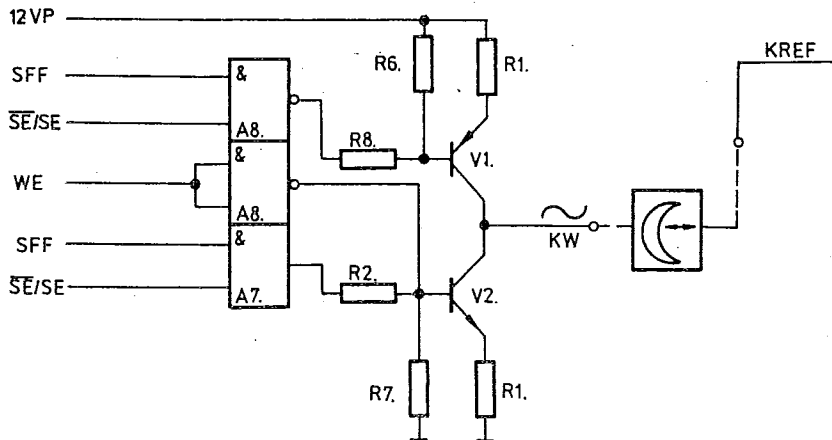 12VP
KREF
SFF
&
R6.
R1.
SE/SE
A8.
R8.
V1.
&
WE
A8.
KW
SFF
&
SE/SE
A7.
R2.
V2.
R7.
R1.